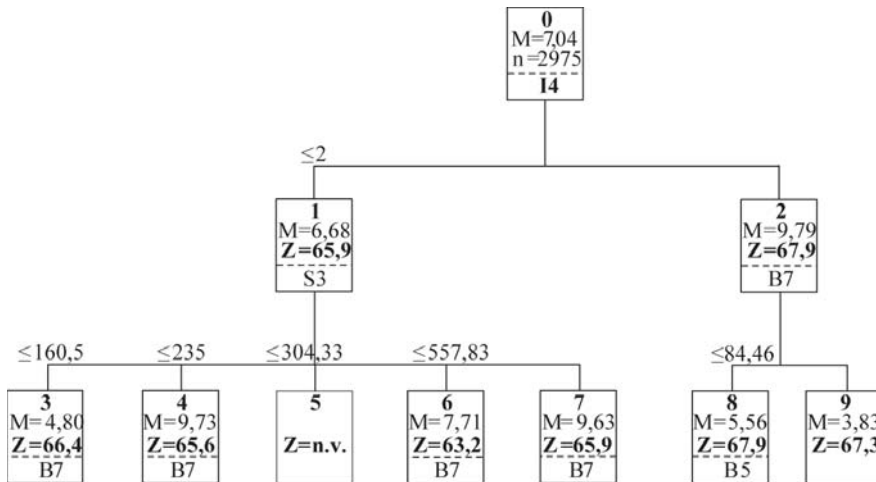 0
M=7,04
n=2975
I4
≤2
1
M=6,68
Z=65,9
S3
2
M=9,79
Z=67,9
B7
≤160,5
≤235
≤304,33
≤557,83
≤84,46
3
M=4,80
Z=66,4
B7
4
M=9,73
Z=65,6
B7
5
Z=n.v.
6
M=7,71
Z=63,2
B7
7
M=9,63
Z=65,9
B7
8
M=5,56
Z=67,9
B5
9
M=3,83
Z=67,3